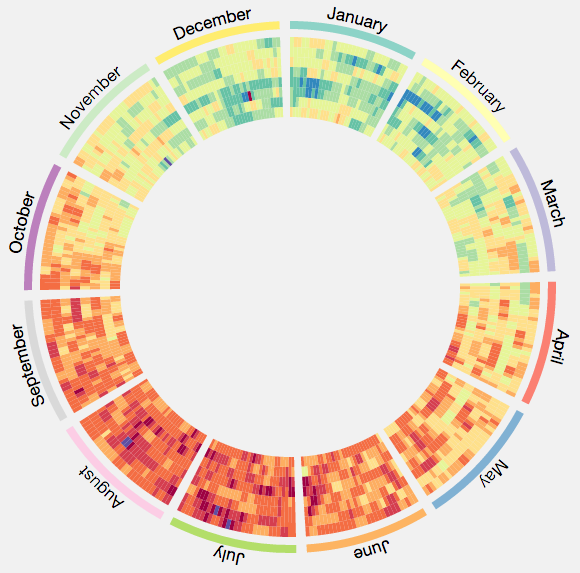 January
February
March
April
May
June
July
August
September
October
November
December